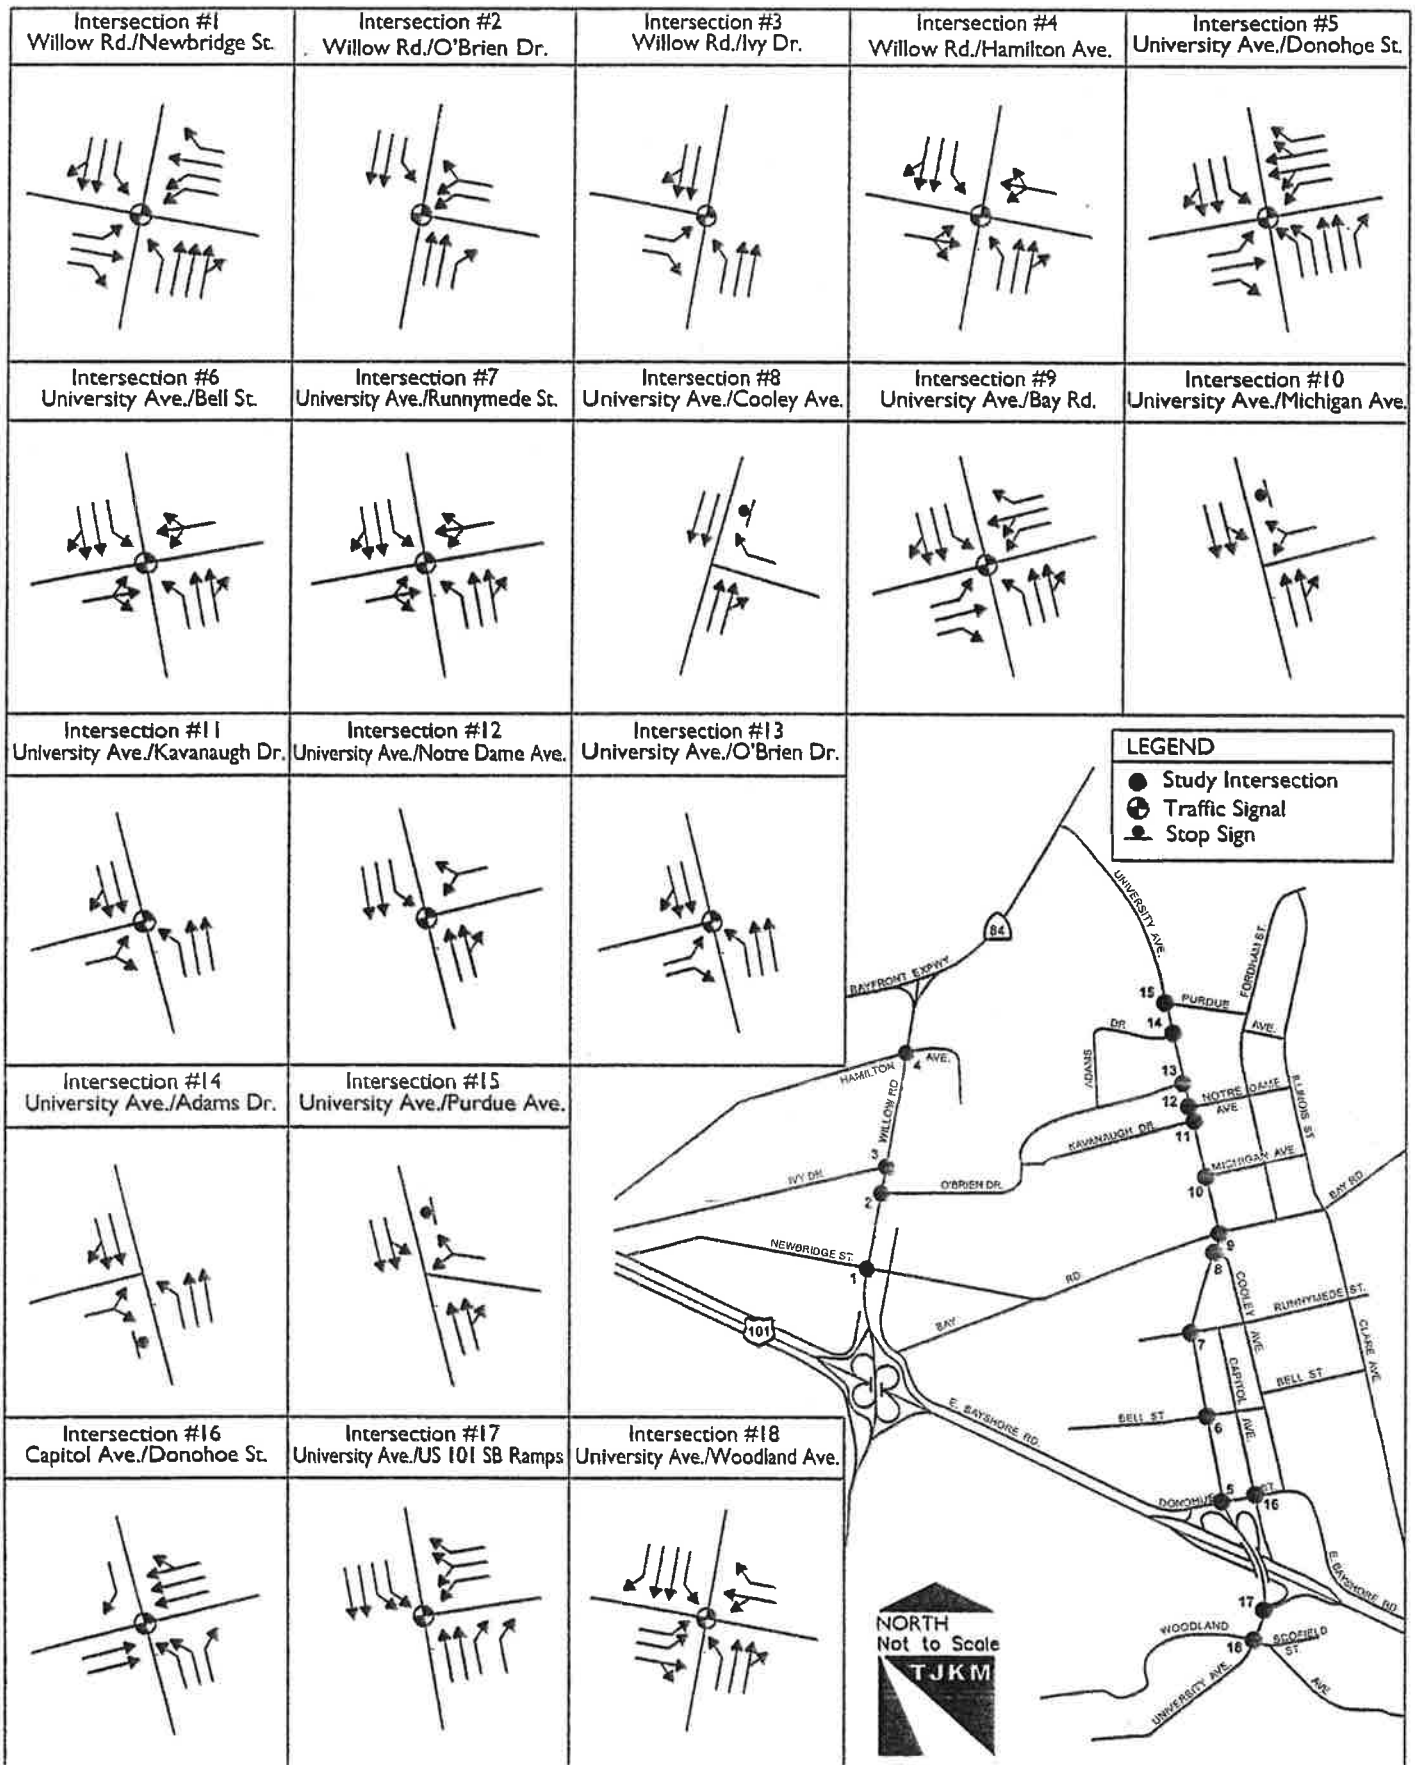 Intersection #1
Willow Rd./Newbridge St.
Intersection #2
Willow Rd./O'Brien Dr.
Intersection #3
Willow Rd./Ivy Dr.
Intersection #4
Willow Rd./Hamilton Ave.
Intersection #5
University Ave./Donohoe St.
Intersection #6
University Ave./Bell St.
Intersection #7
University Ave./Runnymede St.
Intersection #8
University Ave./Cooley Ave.
Intersection #9
University Ave./Bay Rd.
Intersection #10
University Ave./Michigan Ave.
Intersection #11
University Ave./Kavanaugh Dr.
Intersection #12
University Ave./Notre Dame Ave.
Intersection #13
University Ave./O'Brien Dr.
LEGEND
Study Intersection
Traffic Signal
Stop Sign
Intersection #14
University Ave./Adams Dr.
Intersection #15
University Ave./Purdue Ave.
Intersection #16
Capitol Ave./Donohoe St.
Intersection #17
University Ave./US 101 SB Ramps
Intersection #18
University Ave./Woodland Ave.
UNIVERSITY AVE.
84
BAYFRONT EXPWY
FORDHAM ST.
15
PURDUE
AVE.
14
DR
ADAMS
13
HAMILTON
4
AVE.
12
NOTRE DAME
AVE
11
ILLINOIS ST
WILLOW RD
KAVANAUGH DR.
3
IVY DR.
2
O'BRIEN DR.
MICHIGAN AVE
10
BAY RD
NEWBRIDGE ST.
1
9
8
RD
BAY
COOLEY
AVE
RUNNYMEDE ST.
7
101
CAPITOL
AVE.
CLARE AVE
BELL ST
BELL ST
6
E. BAYSHORE RD.
DONOHUE
5
ST.
16
E. BAYSHORE RD
17
WOODLAND
18
SCOFIELD
ST.
AVE
UNIVERSITY AVE.
NORTH
Not to Scale
TJKM